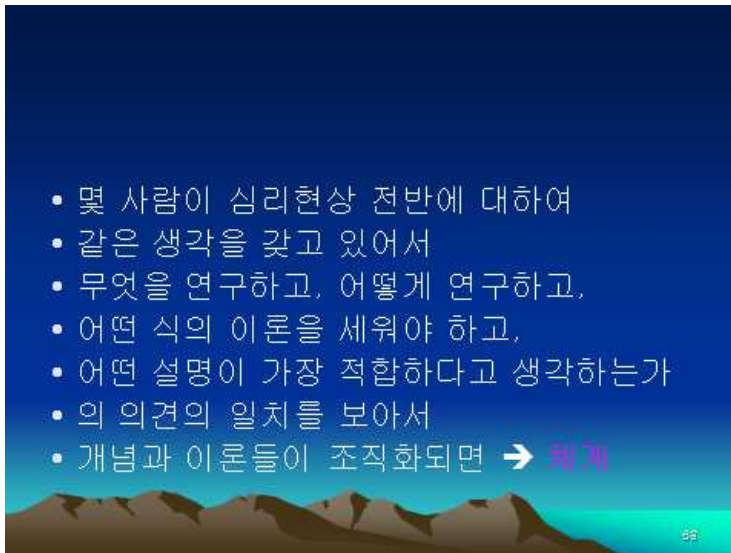 • 몇 사람이 심리현상 전반에 대하여
• 같은 생각을 갖고 있어서
• 무엇을 연구하고, 어떻게 연구하고,
• 어떤 식의 이론을 세워야 하고,
• 어떤 설명이 가장 적합하다고 생각하는가
• 의 의견의 일치를 보아서
• 개념과 이론들이 조직화되면 ➔ 체계